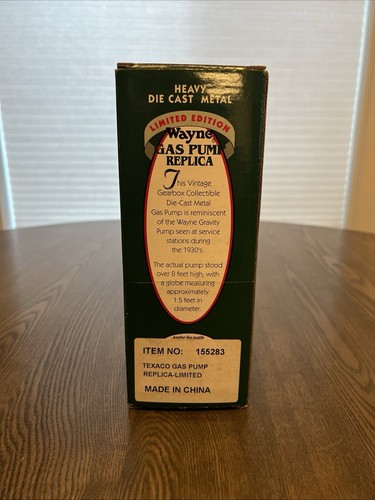 HEAVY
DIE CAST METAL
LIMITED EDITION
Wayne
GAS PUMP
REPLICA
This Vintage
Gearbox Collectible
Die-Cast Metal
Gas Pump is reminiscent
of the Wayne Gravity
Pump seen at service
stations during
the 1930's.
The actual pump stood
over 8 feet high, with
a globe measuring
approximately
1.5 feet in
diameter.
ITEM NO: 155283
TEXACO GAS PUMP
REPLICA-LIMITED
MADE IN CHINA